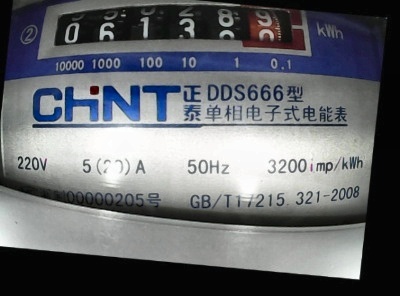 ② 0 6 1 3 8 kWh
10000 1000 100 10 1 0.1
CHNT 正泰 DDS666型
单相电子式电能表
220V 5(20)A 50Hz 3200imp/kWh
00000205号 GB/T17215.321-2008